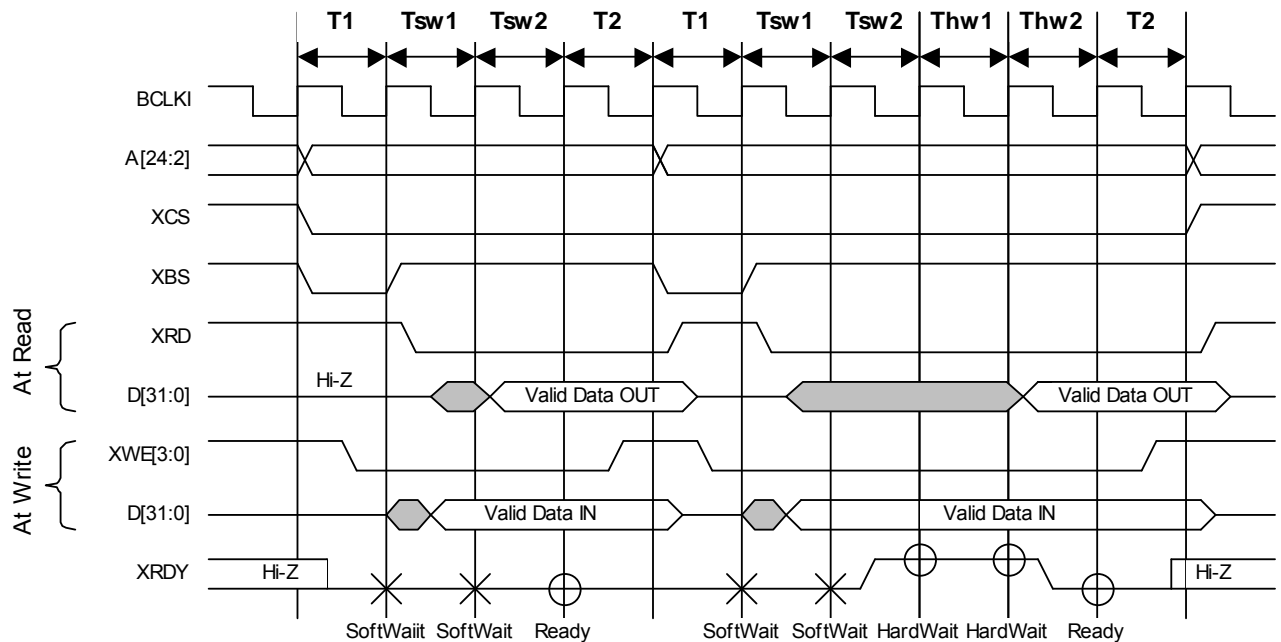 T1 Tsw1 Tsw2 T2 T1 Tsw1 Tsw2 Thw1 Thw2 T2
BCLKI
A[24:2]
XCS
XBS
At Read
XRD
Hi-Z
D[31:0]
Valid Data OUT
Valid Data OUT
At Write
XWE[3:0]
D[31:0]
Valid Data IN
Valid Data IN
XRDY
Hi-Z
Hi-Z
SoftWaiit SoftWait Ready SoftWait SoftWait HardWait HardWait Ready